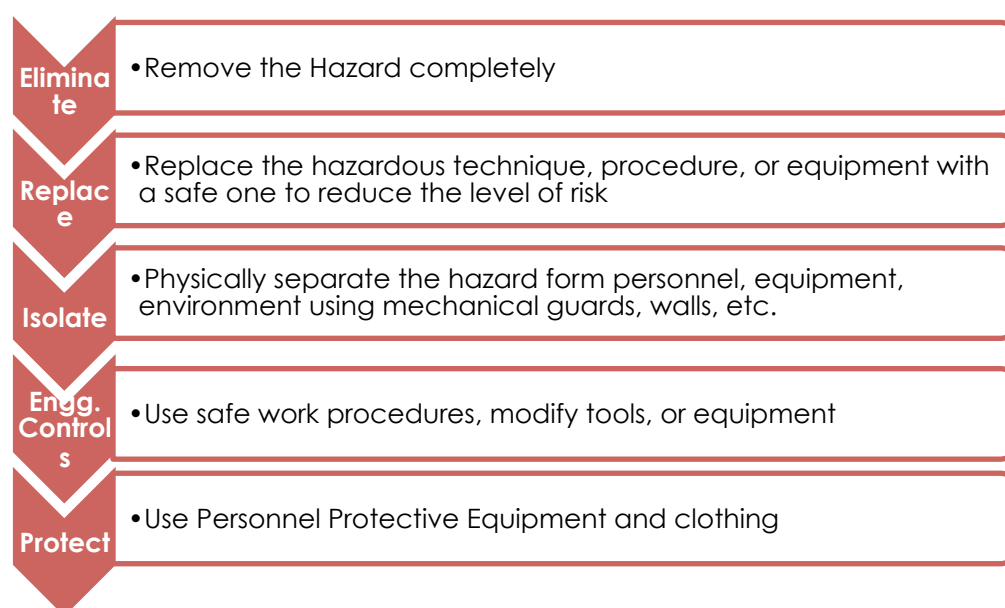 Elimina
te
•Remove the Hazard completely
Replac
e
•Replace the hazardous technique, procedure, or equipment with
a safe one to reduce the level of risk
Isolate
•Physically separate the hazard form personnel, equipment,
environment using mechanical guards, walls, etc.
Engg.
Control
s
•Use safe work procedures, modify tools, or equipment
Protect
•Use Personnel Protective Equipment and clothing